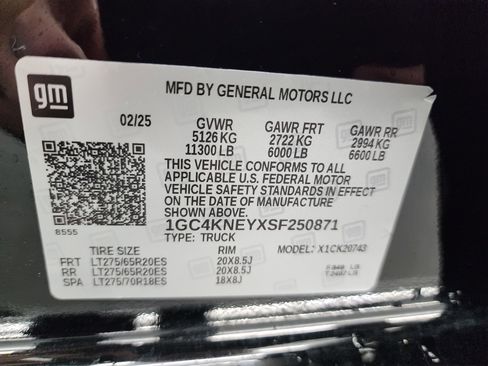 gm
MFD BY GENERAL MOTORS LLC
02/25 GVWR GAWR FRT GAWR RR
5126 KG 2722 KG 2994 KG
11300 LB 6000 LB 6600 LB
THIS VEHICLE CONFORMS TO ALL
APPLICABLE U.S. FEDERAL MOTOR
VEHICLE SAFETY STANDARDS IN EFFECT
ON THE DATE OF MANUFACTURE
SHOWN ABOVE.
8555 1GC4KNEYXSF250871
TYPE: TRUCK MODEL: X1CK20743
TIRE SIZE RIM
FRT LT275/65R20ES 20X8.5J
RR LT275/65R20ES 20X8.5J
SPA LT275/70R18ES 18X8J